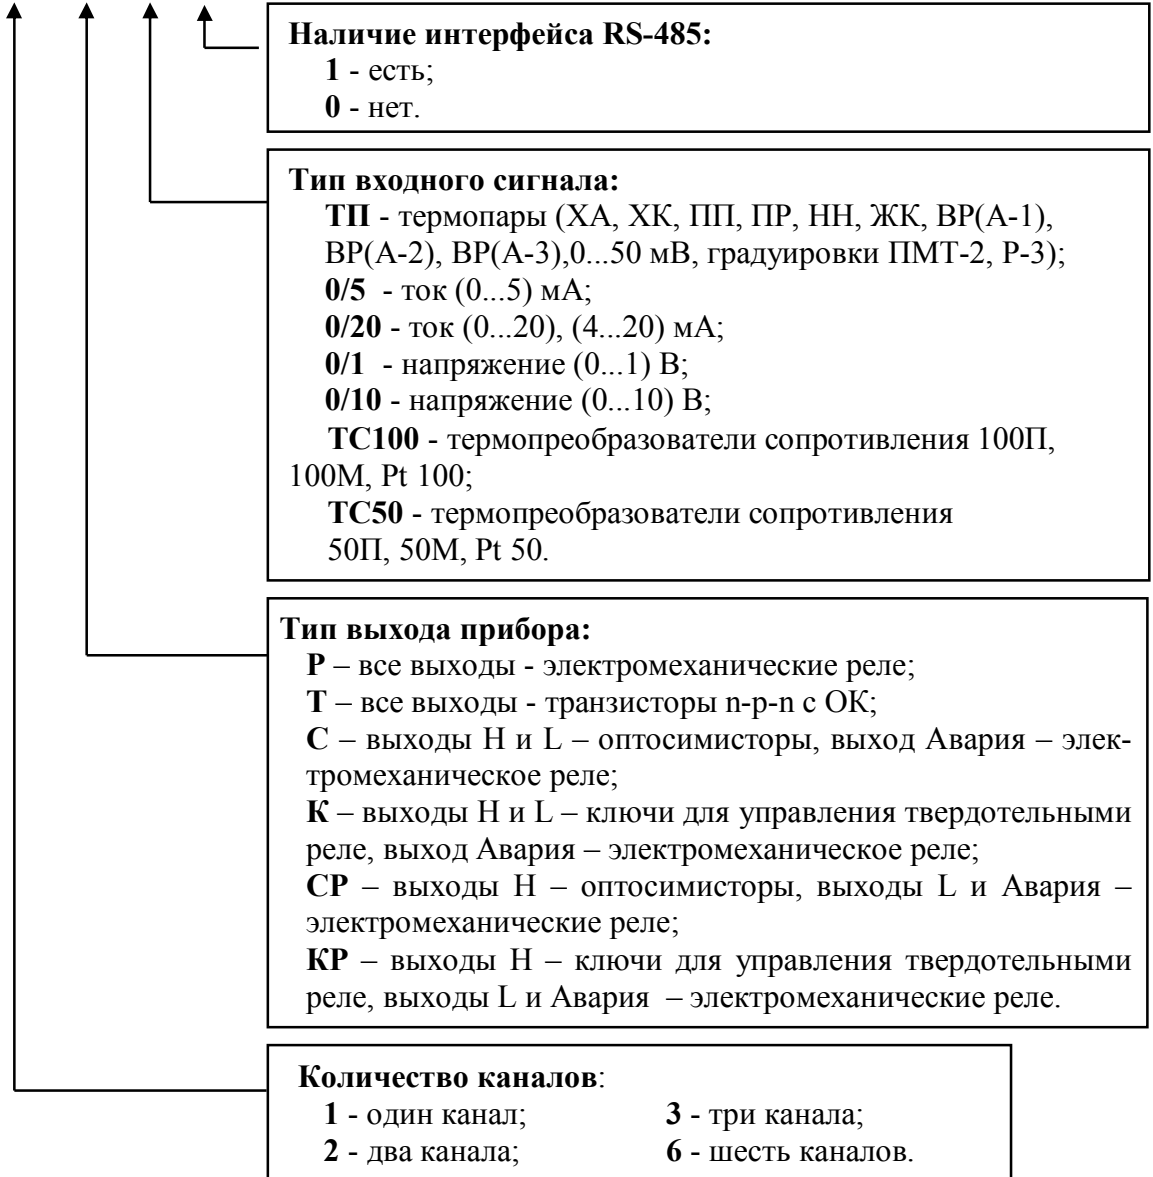 Наличие интерфейса RS-485:
1 - есть;
0 - нет.
Тип входного сигнала:
ТП - термопары (ХА, ХК, ПП, ПР, НН, ЖК, ВР(А-1),
ВР(А-2), ВР(А-3),0...50 мВ, градуировки ПМТ-2, Р-3);
0/5 - ток (0...5) мА;
0/20 - ток (0...20), (4...20) мА;
0/1 - напряжение (0...1) В;
0/10 - напряжение (0...10) В;
ТС100 - термопреобразователи сопротивления 100П,
100М, Pt 100;
ТС50 - термопреобразователи сопротивления
50П, 50М, Pt 50.
Тип выхода прибора:
Р – все выходы - электромеханические реле;
Т – все выходы - транзисторы n-p-n с ОК;
С – выходы H и L – оптосимисторы, выход Авария – элек-
тромеханическое реле;
К – выходы H и L – ключи для управления твердотельными
реле, выход Авария – электромеханическое реле;
СР – выходы H – оптосимисторы, выходы L и Авария –
электромеханические реле;
КР – выходы H – ключи для управления твердотельными
реле, выходы L и Авария – электромеханические реле.
Количество каналов:
1 - один канал; 3 - три канала;
2 - два канала; 6 - шесть каналов.